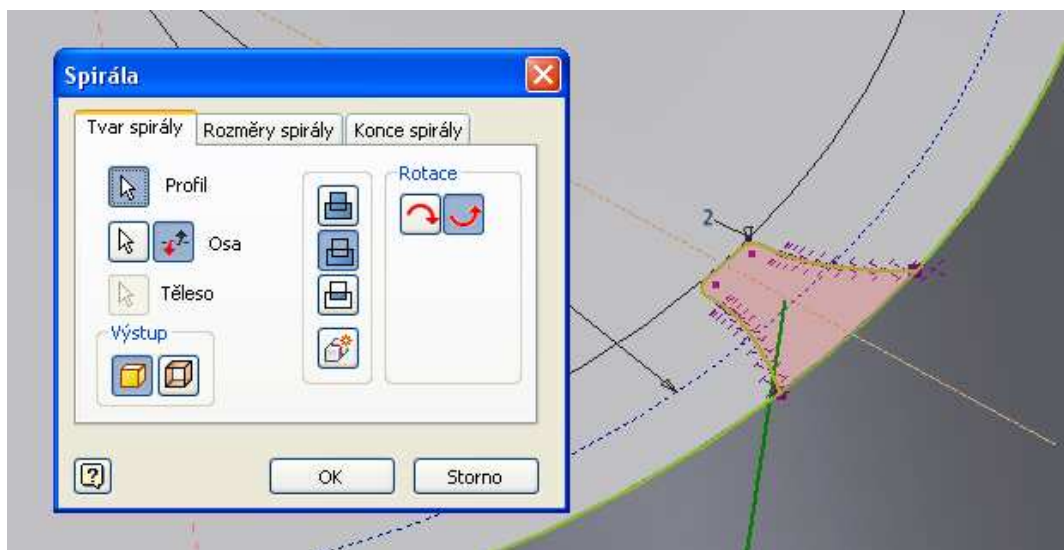 Spirála
Tvar spirály
Rozměry spirály
Konce spirály
Profil
Osa
Těleso
Výstup
Rotace
OK
Storno
2